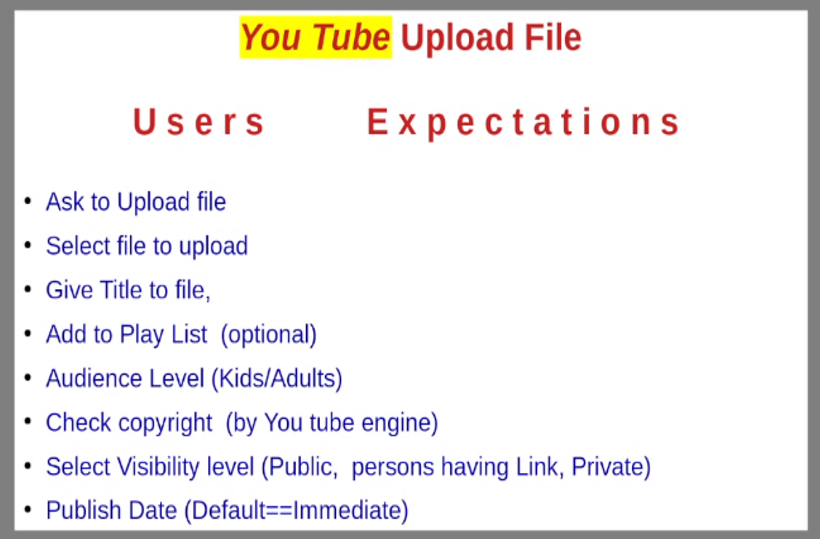 You Tube Upload File
Users Expectations
• Ask to Upload file
• Select file to upload
• Give Title to file,
• Add to Play List (optional)
• Audience Level (Kids/Adults)
• Check copyright (by You tube engine)
• Select Visibility level (Public, persons having Link, Private)
• Publish Date (Default==Immediate)